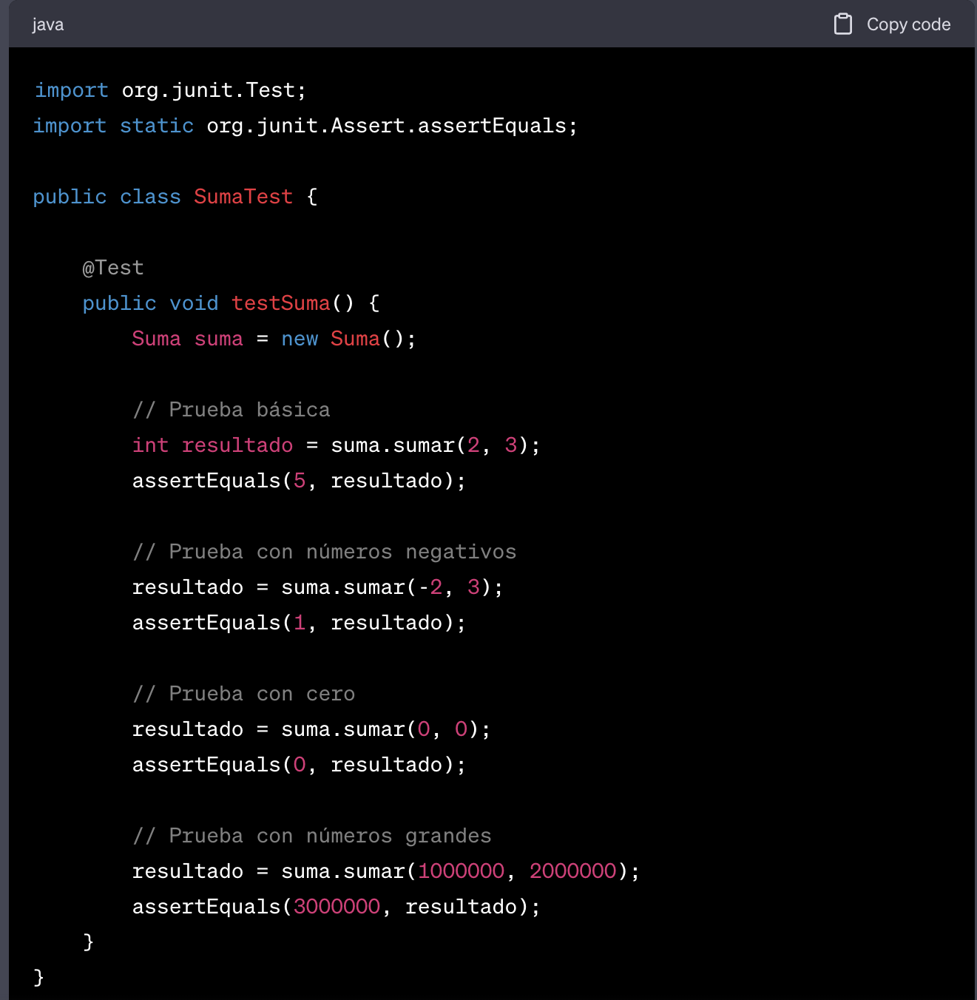 java
Copy code
import org.junit.Test;
import static org.junit.Assert.assertEquals;
public class SumaTest {
@Test
public void testSuma() {
Suma suma = new Suma();
// Prueba básica
int resultado = suma.sumar(2, 3);
assertEquals(5, resultado);
// Prueba con números negativos
resultado = suma.sumar(-2, 3);
assertEquals(1, resultado);
// Prueba con cero
resultado = suma.sumar(0, 0);
assertEquals(0, resultado);
// Prueba con números grandes
resultado = suma.sumar(1000000, 2000000);
assertEquals(3000000, resultado);
}
}